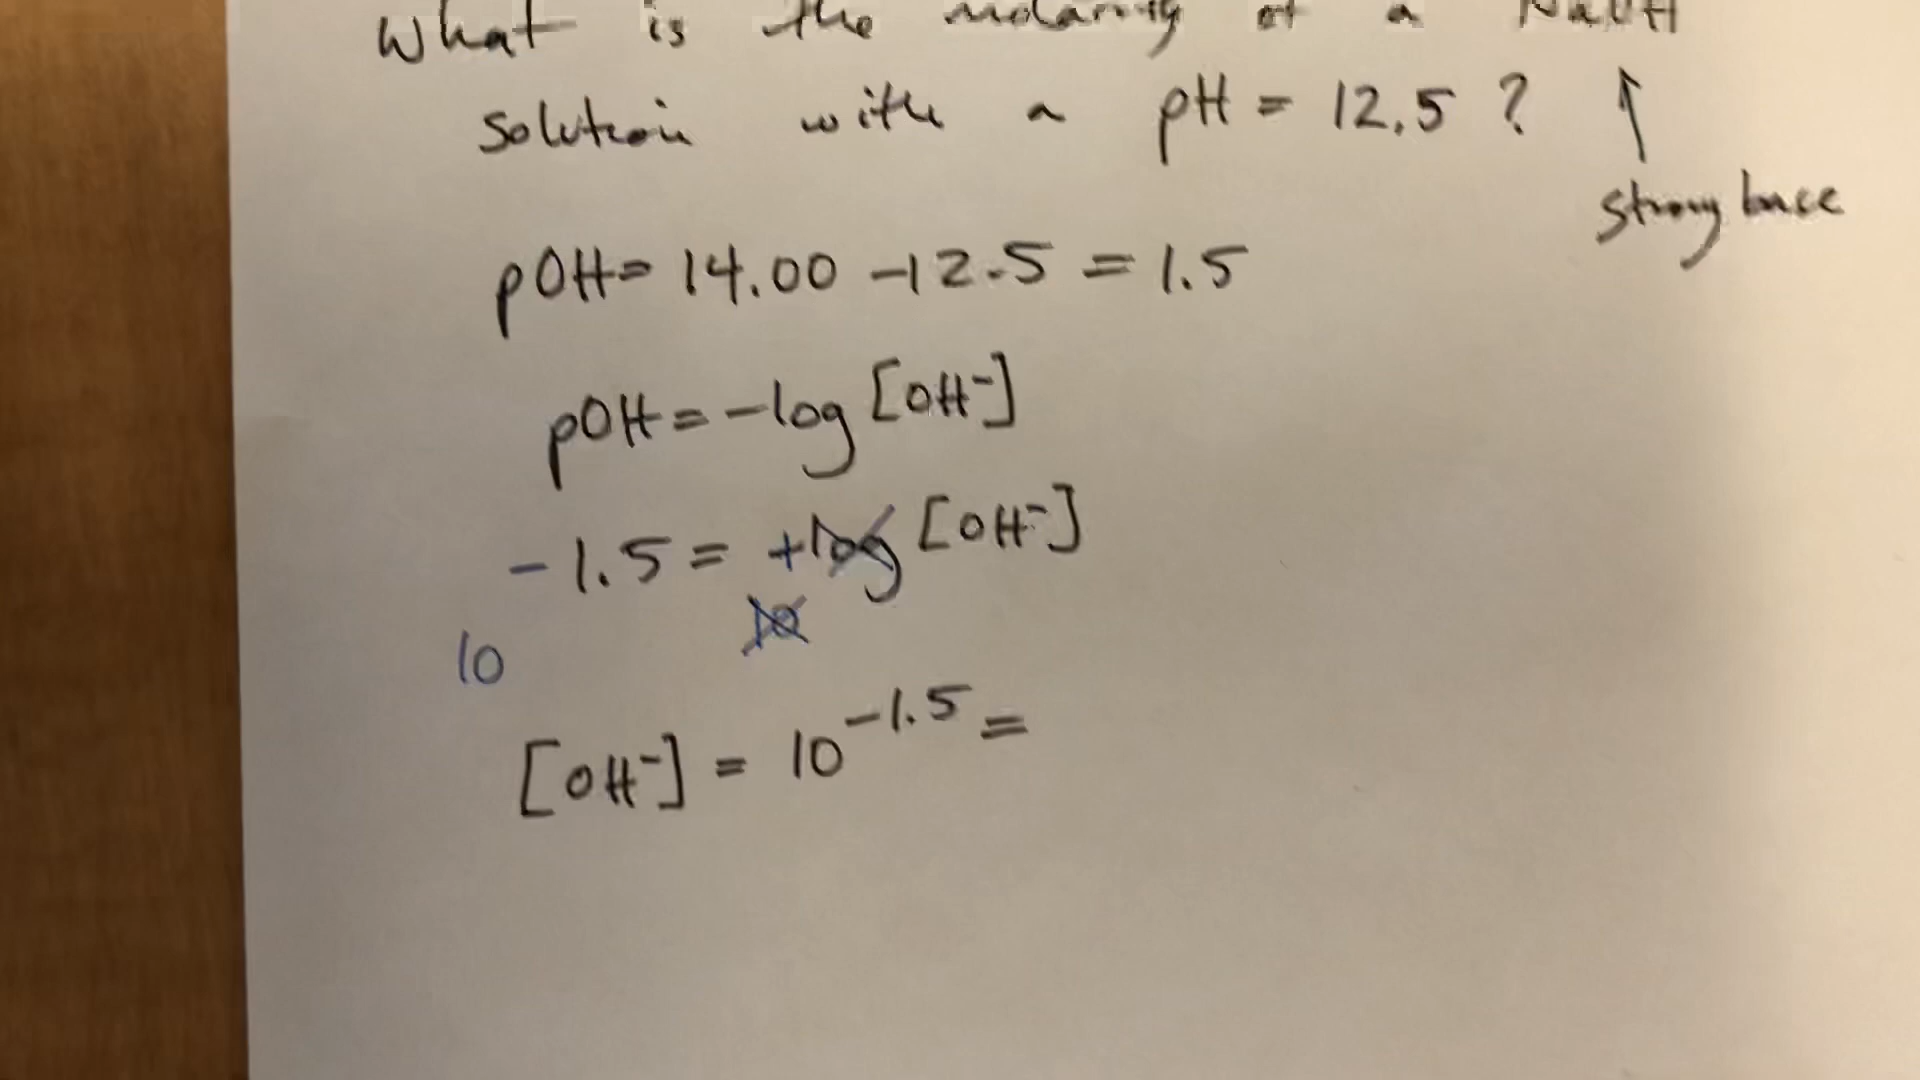 What is the molarity of a NaOH
solution with a pH = 12.5 ? ↑
strong base
pOH = 14.00 - 12.5 = 1.5
pOH = -log [OH⁻]
- 1.5 = +log [OH⁻]
10 10
[OH⁻] = 10^-1.5 =